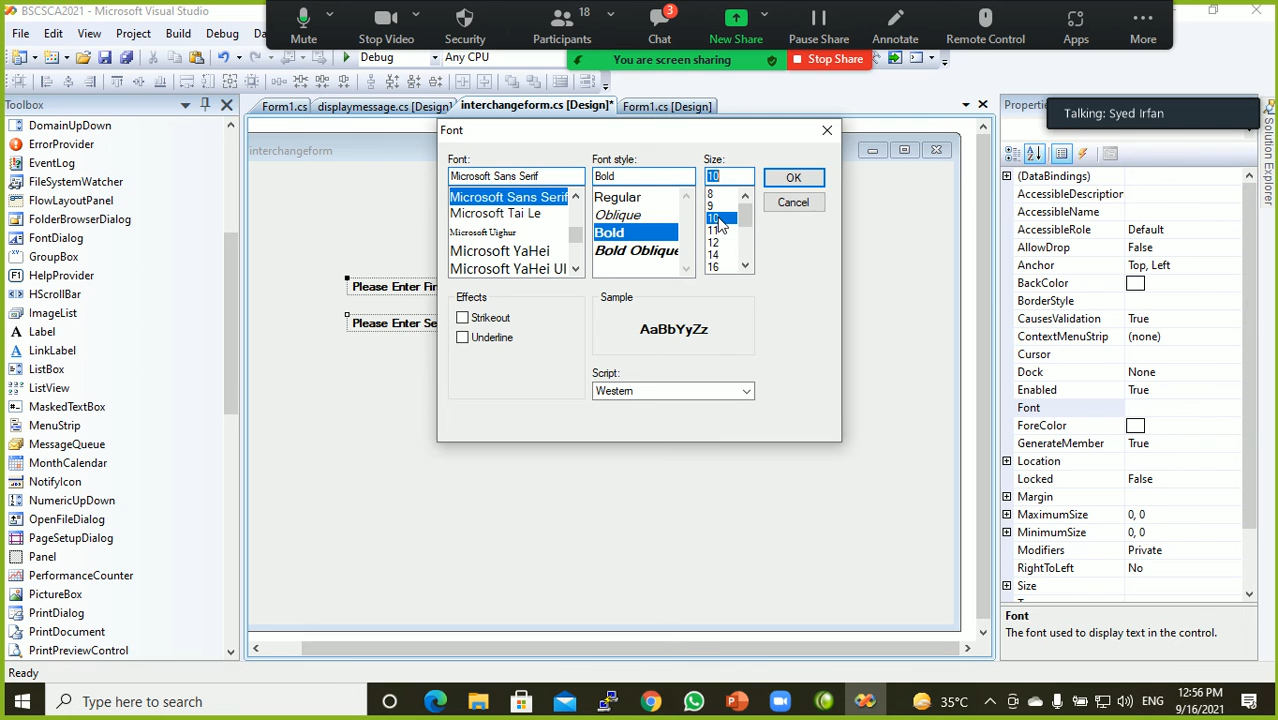 BSCSCA2021 - Microsoft Visual Studio
Mute
Stop Video
Security
18
Participants
3
Chat
New Share
Pause Share
Annotate
Remote Control
Apps
More
File Edit View Project Build Debug
You are screen sharing
Stop Share
Debug
Any CPU
Talking: Syed Irfan
Toolbox
Form1.cs
displaymessage.cs [Design]
interchangeform.cs [Design]*
Form1.cs [Design]
Properties
Solution Explorer
DomainUpDown
ErrorProvider
EventLog
FileSystemWatcher
FlowLayoutPanel
FolderBrowserDialog
FontDialog
GroupBox
HelpProvider
HScrollBar
ImageList
Label
LinkLabel
ListBox
ListView
MaskedTextBox
MenuStrip
MessageQueue
MonthCalendar
NotifyIcon
NumericUpDown
OpenFileDialog
PageSetupDialog
Panel
PerformanceCounter
PictureBox
PrintDialog
PrintDocument
PrintPreviewControl
interchangeform
Please Enter Fir
Please Enter Se
Font
Font:
Microsoft Sans Serif
Microsoft Sans Serif
Microsoft Tai Le
Microsoft Uighur
Microsoft YaHei
Microsoft YaHei UI
Font style:
Bold
Regular
Oblique
Bold
Bold Oblique
Size:
10
8
9
10
11
12
14
16
OK
Cancel
Effects
Strikeout
Underline
Sample
AaBbYyZz
Script:
Western
(DataBindings)
AccessibleDescription
AccessibleName
AccessibleRole Default
AllowDrop False
Anchor Top, Left
BackColor
BorderStyle
CausesValidation True
ContextMenuStrip (none)
Cursor
Dock None
Enabled True
Font
ForeColor
GenerateMember True
Location
Locked False
Margin
MaximumSize 0, 0
MinimumSize 0, 0
Modifiers Private
RightToLeft No
Size
Font
The font used to display text in the control.
Ready
Type here to search
35°C
ENG
12:56 PM
9/16/2021